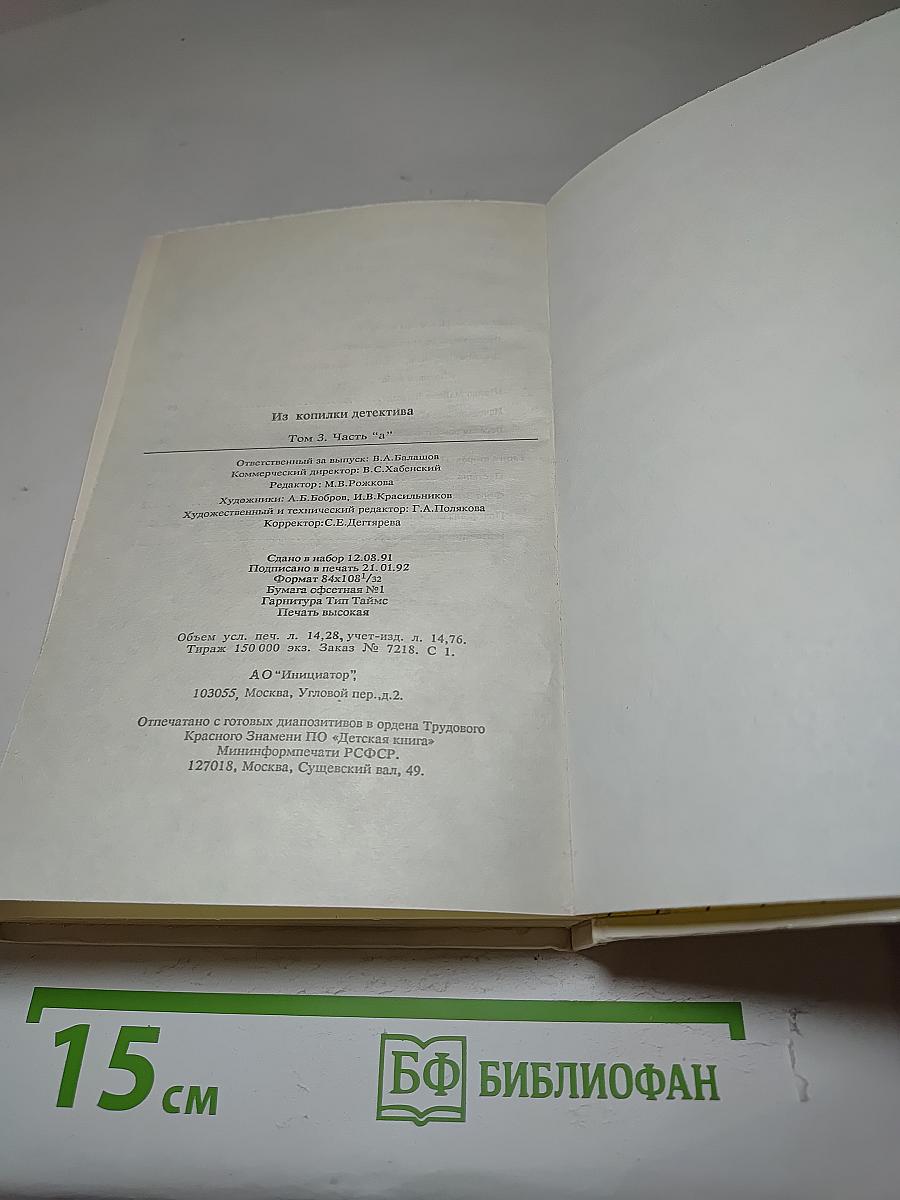 Из копилки детектива
Том 3. Часть "а"
Ответственный за выпуск: В.А.Балашов
Коммерческий директор: В.С.Хабенский
Редактор: М.В.Рожкова
Художники: А.Б.Бобров, И.В.Красильников
Художественный и технический редактор: Г.А.Полякова
Корректор:С.Е.Дегтярева
Сдано в набор 12.08.91
Подписано в печать 21.01.92
Формат 84х108¹/₃₂
Бумага офсетная №1
Гарнитура Тип Таймс
Печать высокая
Объем усл. печ. л. 14,28, учет-изд. л. 14,76.
Тираж 150 000 экз. Заказ № 7218. С 1.
АО "Инициатор",
103055, Москва, Угловой пер.,д.2.
Отпечатано с готовых диапозитивов в ордена Трудового
Красного Знамени ПО «Детская книга»
Мининформпечати РСФСР.
127018, Москва, Сущевский вал, 49.
15 см
БФ БИБЛИОФАН